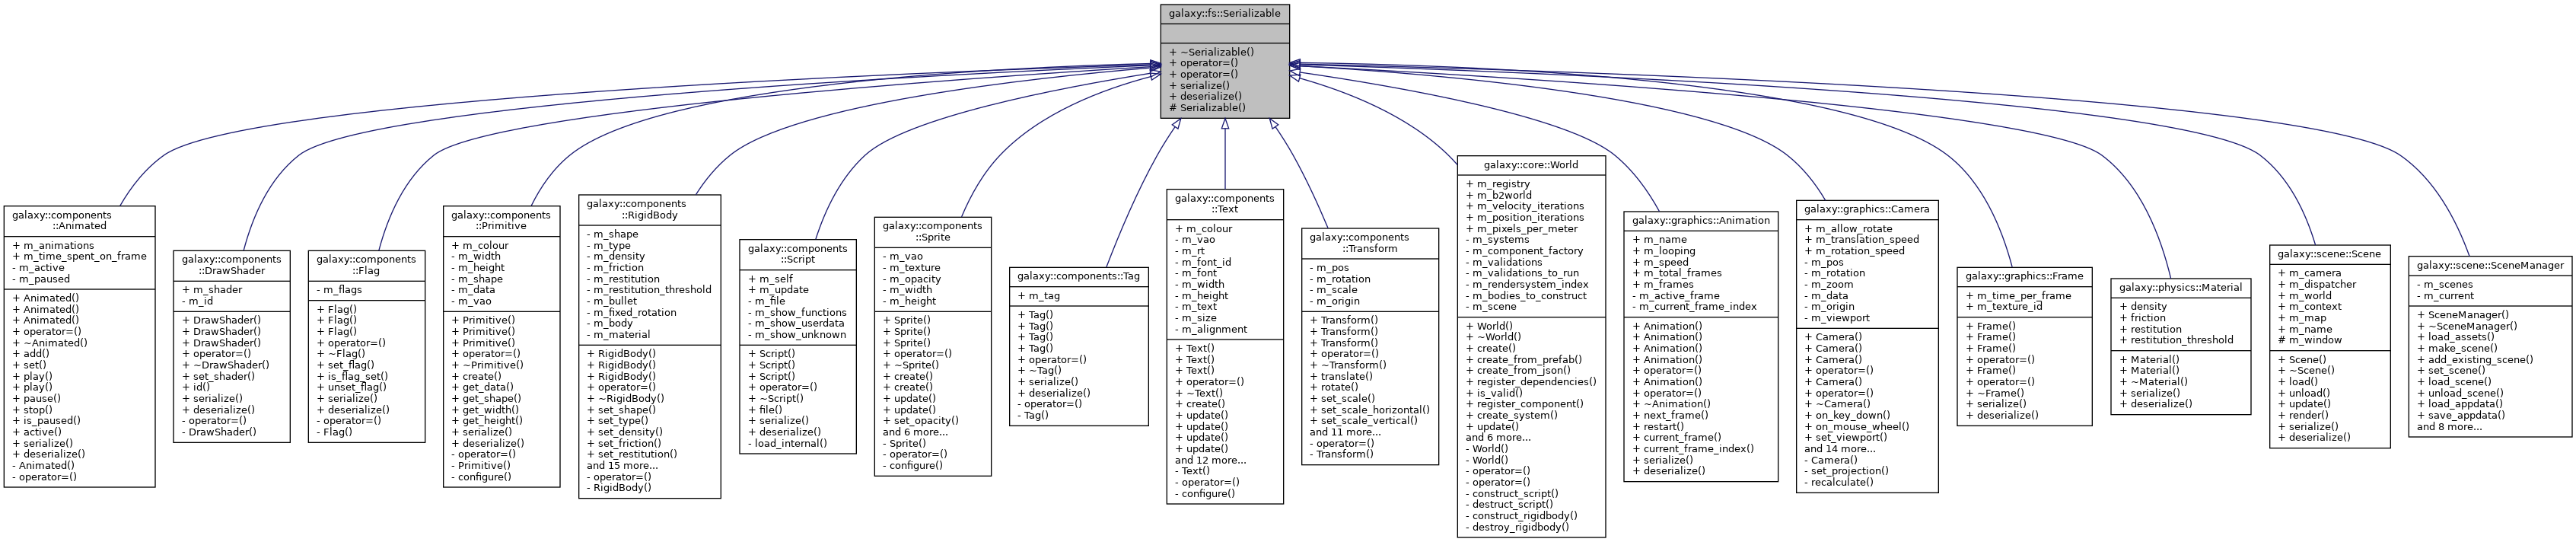 galaxy::fs::Serializable
+ ~Serializable()
+ operator=()
+ operator=()
+ serialize()
+ deserialize()
# Serializable()
galaxy::components
::Animated
+ m_animations
+ m_time_spent_on_frame
- m_active
- m_paused
+ Animated()
+ Animated()
+ Animated()
+ operator=()
+ ~Animated()
+ add()
+ set()
+ play()
+ play()
+ pause()
+ stop()
+ is_paused()
+ active()
+ serialize()
+ deserialize()
- Animated()
- operator=()
galaxy::components
::DrawShader
+ m_shader
- m_id
+ DrawShader()
+ DrawShader()
+ DrawShader()
+ operator=()
+ ~DrawShader()
+ set_shader()
+ id()
+ serialize()
+ deserialize()
- operator=()
- DrawShader()
galaxy::components
::Flag
- m_flags
+ Flag()
+ Flag()
+ Flag()
+ operator=()
+ ~Flag()
+ set_flag()
+ is_flag_set()
+ unset_flag()
+ serialize()
+ deserialize()
- operator=()
- Flag()
galaxy::components
::Primitive
+ m_colour
- m_width
- m_height
- m_shape
- m_data
- m_vao
+ Primitive()
+ Primitive()
+ Primitive()
+ operator=()
+ ~Primitive()
+ create()
+ get_data()
+ get_shape()
+ get_width()
+ get_height()
+ serialize()
+ deserialize()
- operator=()
- Primitive()
- configure()
galaxy::components
::RigidBody
- m_shape
- m_type
- m_density
- m_friction
- m_restitution
- m_restitution_threshold
- m_bullet
- m_fixed_rotation
- m_body
- m_material
+ RigidBody()
+ RigidBody()
+ RigidBody()
+ operator=()
+ ~RigidBody()
+ set_shape()
+ set_type()
+ set_density()
+ set_friction()
+ set_restitution()
and 15 more...
- operator=()
- RigidBody()
galaxy::components
::Script
+ m_self
+ m_update
- m_file
- m_show_functions
- m_show_userdata
- m_show_unknown
+ Script()
+ Script()
+ Script()
+ operator=()
+ ~Script()
+ file()
+ serialize()
+ deserialize()
- load_internal()
galaxy::components
::Sprite
- m_vao
- m_texture
- m_opacity
- m_width
- m_height
+ Sprite()
+ Sprite()
+ Sprite()
+ operator=()
+ ~Sprite()
+ create()
+ create()
+ update()
+ update()
+ set_opacity()
and 6 more...
- Sprite()
- operator=()
- configure()
galaxy::components::Tag
+ m_tag
+ Tag()
+ Tag()
+ Tag()
+ Tag()
+ operator=()
+ ~Tag()
+ serialize()
+ deserialize()
- operator=()
- Tag()
galaxy::components
::Text
+ m_colour
- m_vao
- m_rt
- m_font_id
- m_font
- m_width
- m_height
- m_text
- m_size
- m_alignment
+ Text()
+ Text()
+ Text()
+ operator=()
+ ~Text()
+ create()
+ update()
+ update()
+ update()
+ update()
and 12 more...
- Text()
- operator=()
- configure()
galaxy::components
::Transform
- m_pos
- m_rotation
- m_scale
- m_origin
+ Transform()
+ Transform()
+ Transform()
+ operator=()
+ ~Transform()
+ translate()
+ rotate()
+ set_scale()
+ set_scale_horizontal()
+ set_scale_vertical()
and 11 more...
- operator=()
- Transform()
galaxy::core::World
+ m_registry
+ m_b2world
+ m_velocity_iterations
+ m_position_iterations
+ m_pixels_per_meter
- m_systems
- m_component_factory
- m_validations
- m_validations_to_run
- m_rendersystem_index
- m_bodies_to_construct
- m_scene
+ World()
+ ~World()
+ create()
+ create_from_prefab()
+ create_from_json()
+ register_dependencies()
+ is_valid()
+ register_component()
+ create_system()
+ update()
and 6 more...
- World()
- World()
- operator=()
- operator=()
- construct_script()
- destruct_script()
- construct_rigidbody()
- destroy_rigidbody()
galaxy::graphics::Animation
+ m_name
+ m_looping
+ m_speed
+ m_total_frames
+ m_frames
- m_active_frame
- m_current_frame_index
+ Animation()
+ Animation()
+ Animation()
+ Animation()
+ operator=()
+ Animation()
+ operator=()
+ ~Animation()
+ next_frame()
+ restart()
+ current_frame()
+ current_frame_index()
+ serialize()
+ deserialize()
galaxy::graphics::Camera
+ m_allow_rotate
+ m_translation_speed
+ m_rotation_speed
- m_pos
- m_rotation
- m_zoom
- m_data
- m_origin
- m_viewport
+ Camera()
+ Camera()
+ Camera()
+ operator=()
+ Camera()
+ operator=()
+ ~Camera()
+ on_key_down()
+ on_mouse_wheel()
+ set_viewport()
and 14 more...
- Camera()
- set_projection()
- recalculate()
galaxy::graphics::Frame
+ m_time_per_frame
+ m_texture_id
+ Frame()
+ Frame()
+ Frame()
+ operator=()
+ Frame()
+ operator=()
+ ~Frame()
+ serialize()
+ deserialize()
galaxy::physics::Material
+ density
+ friction
+ restitution
+ restitution_threshold
+ Material()
+ Material()
+ ~Material()
+ serialize()
+ deserialize()
galaxy::scene::Scene
+ m_camera
+ m_dispatcher
+ m_world
+ m_context
+ m_map
+ m_name
# m_window
+ Scene()
+ ~Scene()
+ load()
+ unload()
+ update()
+ render()
+ serialize()
+ deserialize()
galaxy::scene::SceneManager
- m_scenes
- m_current
+ SceneManager()
+ ~SceneManager()
+ load_assets()
+ make_scene()
+ add_existing_scene()
+ set_scene()
+ load_scene()
+ unload_scene()
+ load_appdata()
+ save_appdata()
and 8 more...